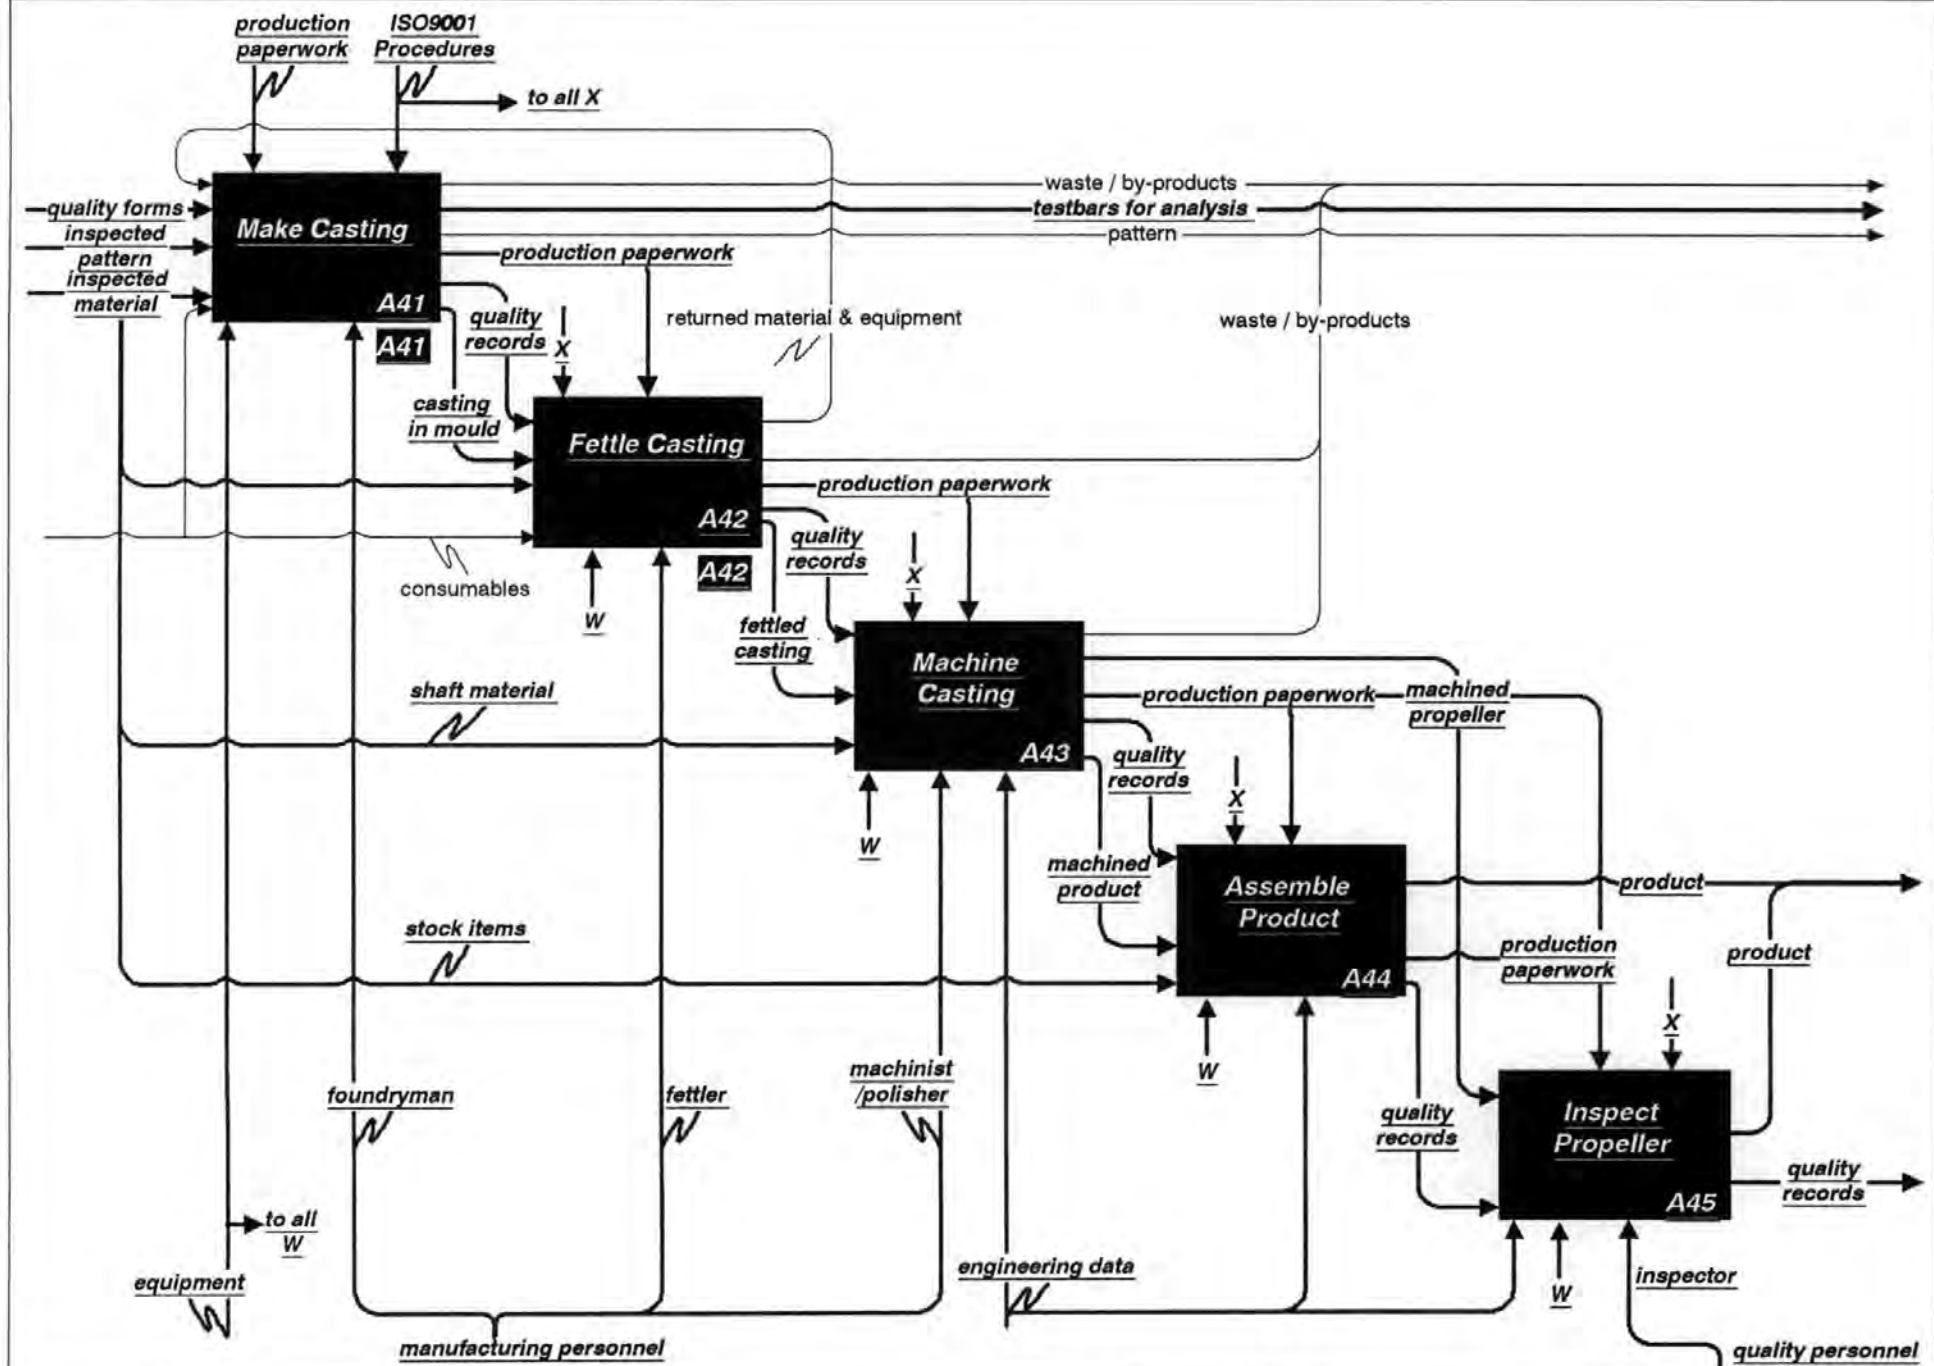 production
paperwork
ISO9001
Procedures
to all X
quality forms
inspected
pattern
inspected
material
Make Casting
A41
A41
waste / by-products
testbars for analysis
pattern
production paperwork
quality
records
X
returned material & equipment
waste / by-products
casting
in mould
Fettle Casting
A42
A42
production paperwork
quality
records
X
consumables
W
fettled
casting
Machine
Casting
A43
shaft material
production paperwork
machined
propeller
quality
records
X
W
machined
product
Assemble
Product
A44
product
stock items
production
paperwork
product
X
W
foundryman
fettler
machinist
/polisher
quality
records
Inspect
Propeller
A45
quality
records
to all
W
equipment
engineering data
W
inspector
manufacturing personnel
quality personnel